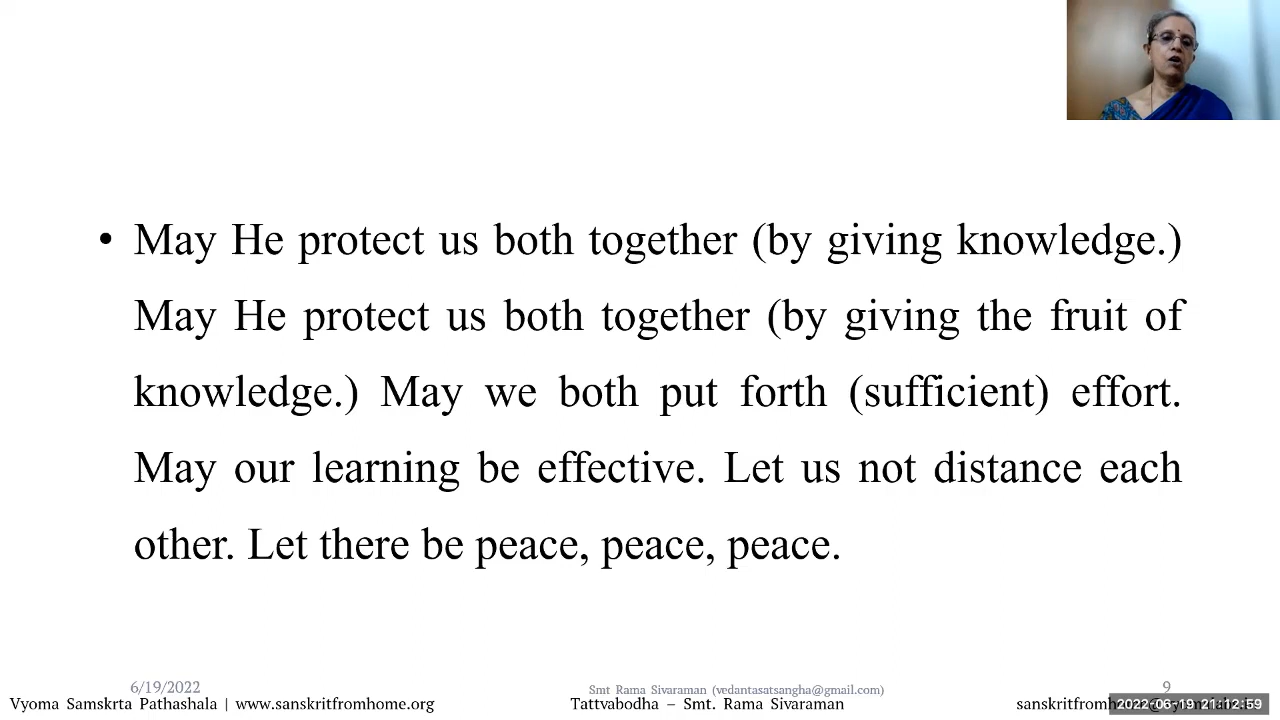 • May He protect us both together (by giving knowledge.)
May He protect us both together (by giving the fruit of
knowledge.) May we both put forth (sufficient) effort.
May our learning be effective. Let us not distance each
other. Let there be peace, peace, peace.
6/19/2022 Smt Rama Sivaraman (vedantasatsangha@gmail.com) 9
Vyoma Samskrta Pathashala | www.sanskritfromhome.org Tattvabodha – Smt. Rama Sivaraman
2022-06-19 21:12:59